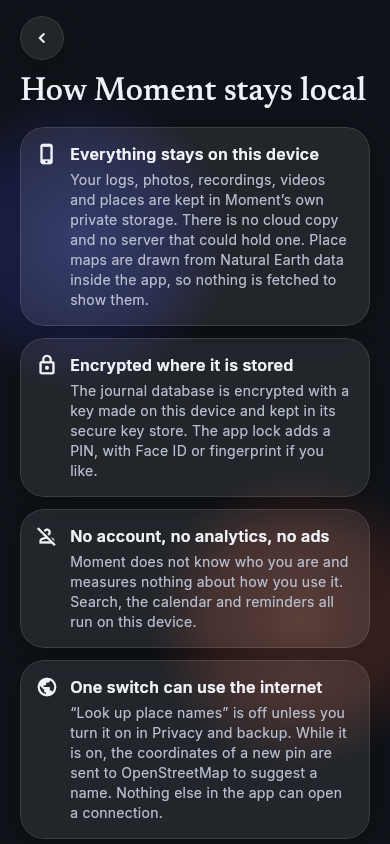 How Moment stays local
Everything stays on this device
Your logs, photos, recordings, videos
and places are kept in Moment’s own
private storage. There is no cloud copy
and no server that could hold one. Place
maps are drawn from Natural Earth data
inside the app, so nothing is fetched to
show them.
Encrypted where it is stored
The journal database is encrypted with a
key made on this device and kept in its
secure key store. The app lock adds a
PIN, with Face ID or fingerprint if you
like.
No account, no analytics, no ads
Moment does not know who you are and
measures nothing about how you use it.
Search, the calendar and reminders all
run on this device.
One switch can use the internet
“Look up place names” is off unless you
turn it on in Privacy and backup. While it
is on, the coordinates of a new pin are
sent to OpenStreetMap to suggest a
name. Nothing else in the app can open
a connection.